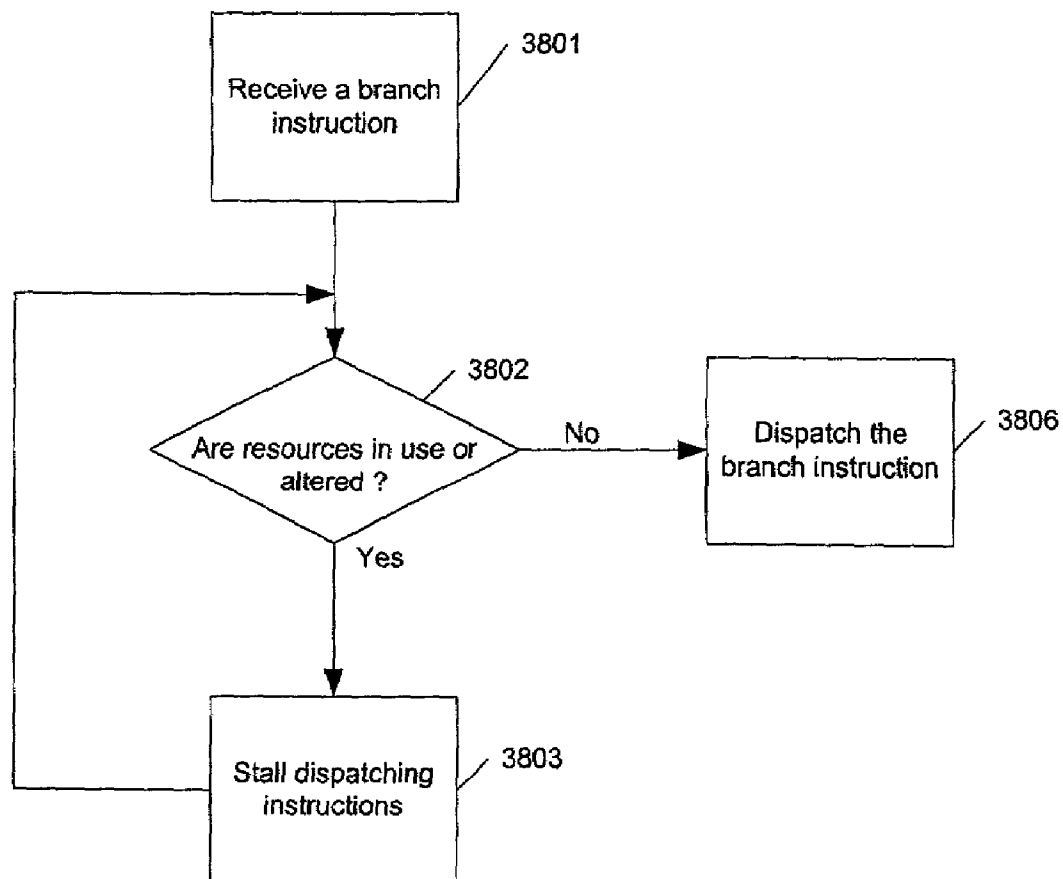 3801
Receive a branch
instruction
3802
Are resources in use or
altered ?
No
Dispatch the
branch instruction
3806
Yes
Stall dispatching
instructions
3803